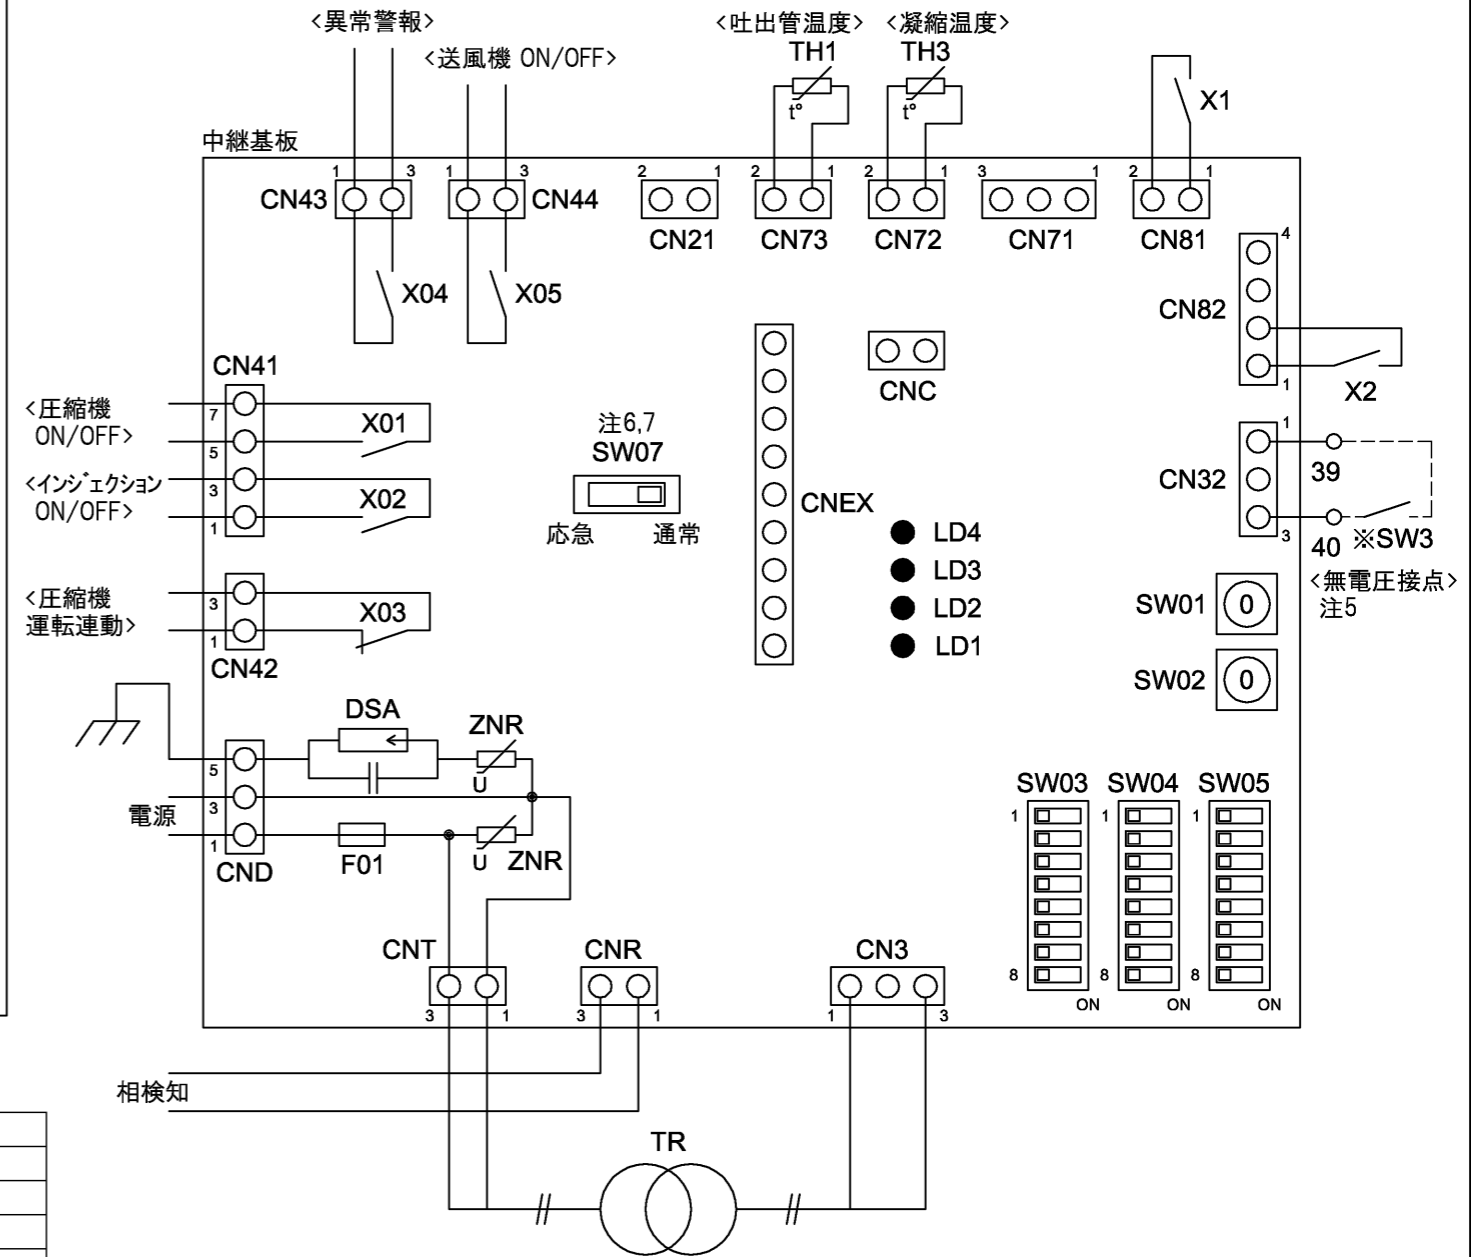 <異常警報>
<送風機 ON/OFF>
<吐出管温度>
<凝縮温度>
TH1
TH3
t°
t°
X1
中継基板
1 3
1 3
2 1
2 1
2 1
3 1
2 1
CN43
CN44
CN21
CN73
CN72
CN71
CN81
X04
X05
4
CN82
1
X2
CN41
<圧縮機
ON/OFF>
7
5
X01
<インジェクション
ON/OFF>
3
1
X02
注6,7
SW07
応急 通常
CNC
CNEX
LD4
LD3
LD2
LD1
1
CN32
3
39
40
※SW3
<無電圧接点>
注5
SW01
0
SW02
0
<圧縮機
運転連動>
3
1
X03
CN42
DSA
ZNR
U
5
3
1
電源
CND
F01
U
ZNR
SW03 SW04 SW05
1 1 1
8 8 8
ON ON ON
CNT
3 1
CNR
3 1
CN3
1 3
相検知
TR